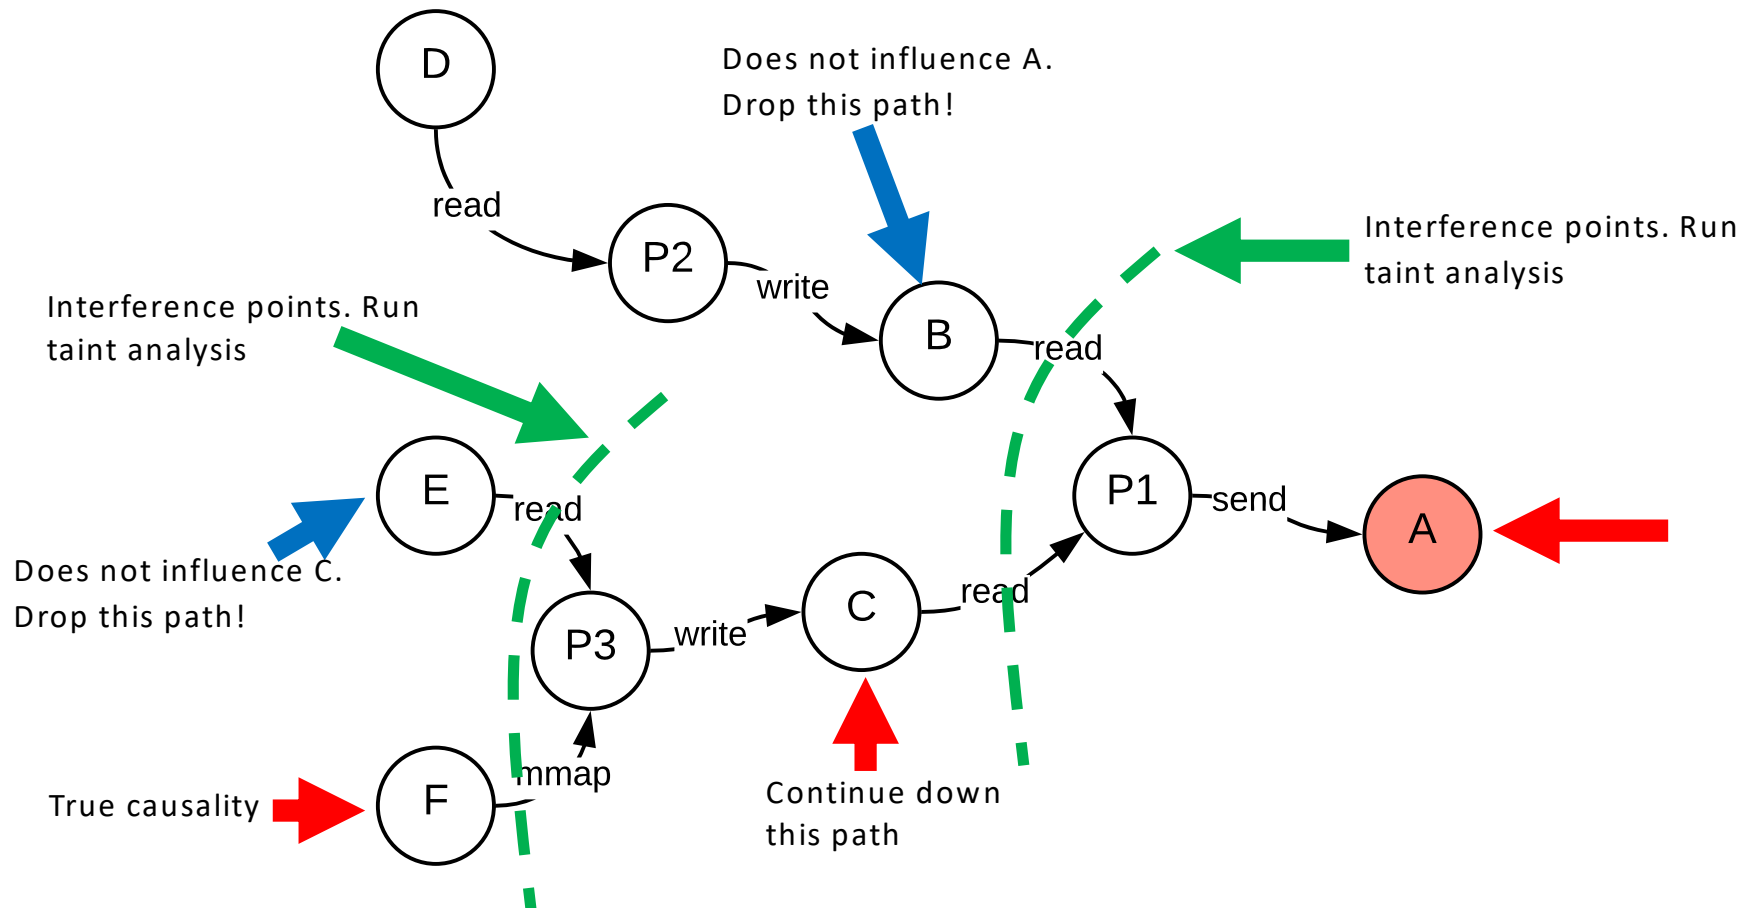 D
Does not influence A.
Drop this path!
read
P2
write
B
read
Interference points. Run
taint analysis
Interference points. Run
taint analysis
E
read
P1
send
A
Does not influence C.
Drop this path!
P3
write
C
read
F
mmap
True causality
Continue down
this path